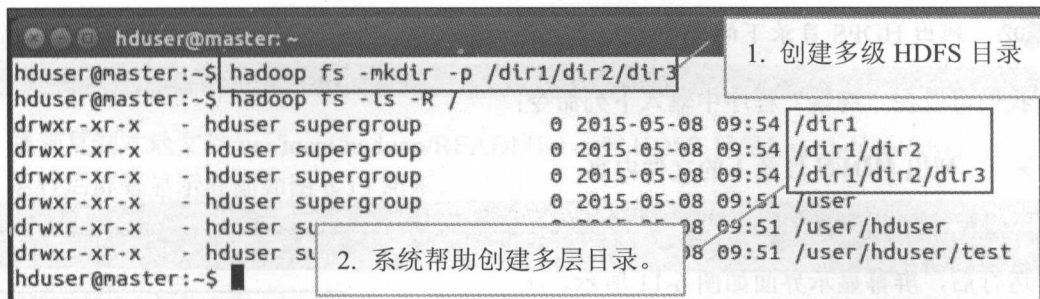 hduser@master: ~
1. 创建多级 HDFS 目录
hduser@master:~$ hadoop fs -mkdir -p /dir1/dir2/dir3
hduser@master:~$ hadoop fs -ls -R /
drwxr-xr-x - hduser supergroup 0 2015-05-08 09:54 /dir1
drwxr-xr-x - hduser supergroup 0 2015-05-08 09:54 /dir1/dir2
drwxr-xr-x - hduser supergroup 0 2015-05-08 09:54 /dir1/dir2/dir3
drwxr-xr-x - hduser supergroup 0 2015-05-08 09:51 /user
drwxr-xr-x - hduser su 08 09:51 /user/hduser
drwxr-xr-x - hduser su 08 09:51 /user/hduser/test
2. 系统帮助创建多层目录.
hduser@master:~$